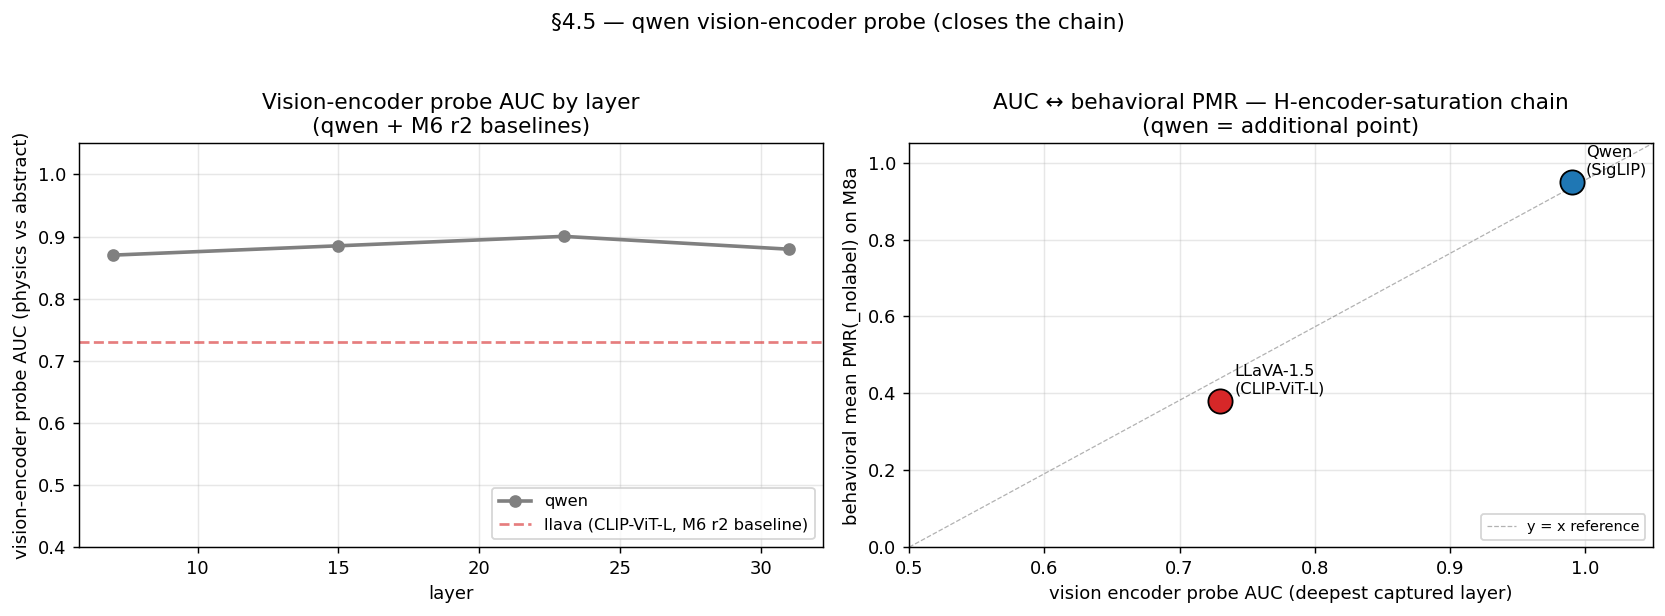 §4.5 — qwen vision-encoder probe (closes the chain)
Vision-encoder probe AUC by layer
(qwen + M6 r2 baselines)
vision-encoder probe AUC (physics vs abstract)
1.0
0.9
0.8
0.7
0.6
0.5
0.4
10
15
20
25
30
layer
qwen
llava (CLIP-ViT-L, M6 r2 baseline)
AUC ↔ behavioral PMR — H-encoder-saturation chain
(qwen = additional point)
behavioral mean PMR(_nolabel) on M8a
1.0
0.8
0.6
0.4
0.2
0.0
Qwen
(SigLIP)
LLaVA-1.5
(CLIP-ViT-L)
y = x reference
0.5
0.6
0.7
0.8
0.9
1.0
vision encoder probe AUC (deepest captured layer)